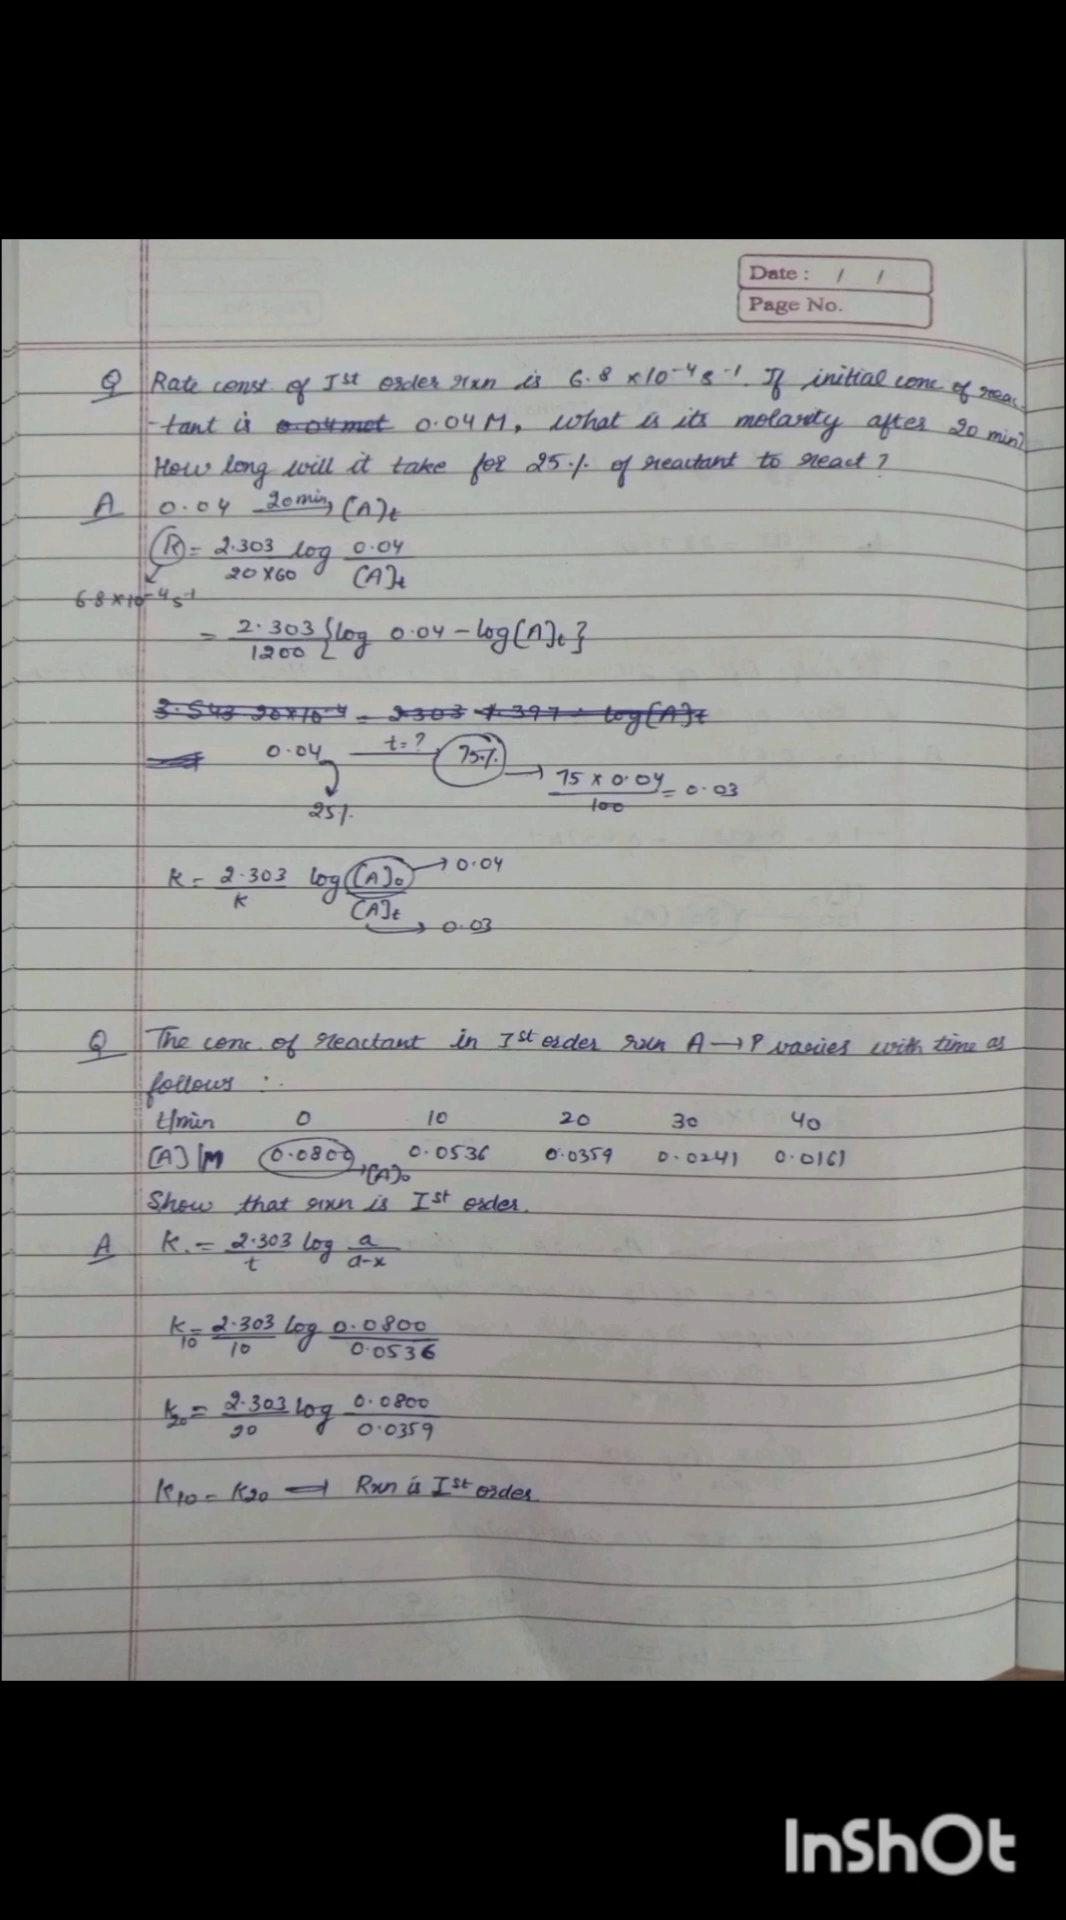 Date : / /
Page No.
Q Rate const. of Ist order rxn is 6.8 x10⁻⁴ s⁻¹. If initial conc of reac
-tant is 0.04 mol 0.04M, what is its molarity after 20 min?
How long will it take for 25% of reactant to react?
A 0.04 20min, [A]t
K = 2.303/20x60 log 0.04/[A]t
6.8x10⁻⁴s⁻¹
= 2.303/1200 {log 0.04 - log[A]t}
0.04 t=? 75%
75 x 0.04/100 = 0.03
25%
K = 2.303/K log [A]o/[A]t → 0.04
→ 0.03
Q The conc. of reactant in Ist order rxn A → P varies with time as
follows :
t/min 0 10 20 30 40
[A]/M 0.0800 0.0536 0.0359 0.0241 0.0161
→[A]o
Show that rxn is Ist order.
A K = 2.303/t log a/a-x
K10 = 2.303/10 log 0.0800/0.0536
K20 = 2.303/20 log 0.0800/0.0359
K10 = K20 ⟹ Rxn is Ist order.
InShOt